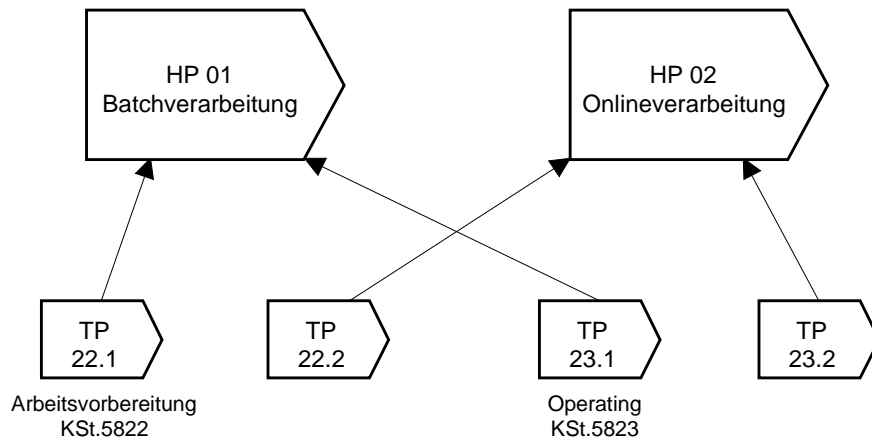 HP 01
Batchverarbeitung
HP 02
Onlineverarbeitung
TP
22.1
TP
22.2
TP
23.1
TP
23.2
Arbeitsvorbereitung
KSt.5822
Operating
KSt.5823